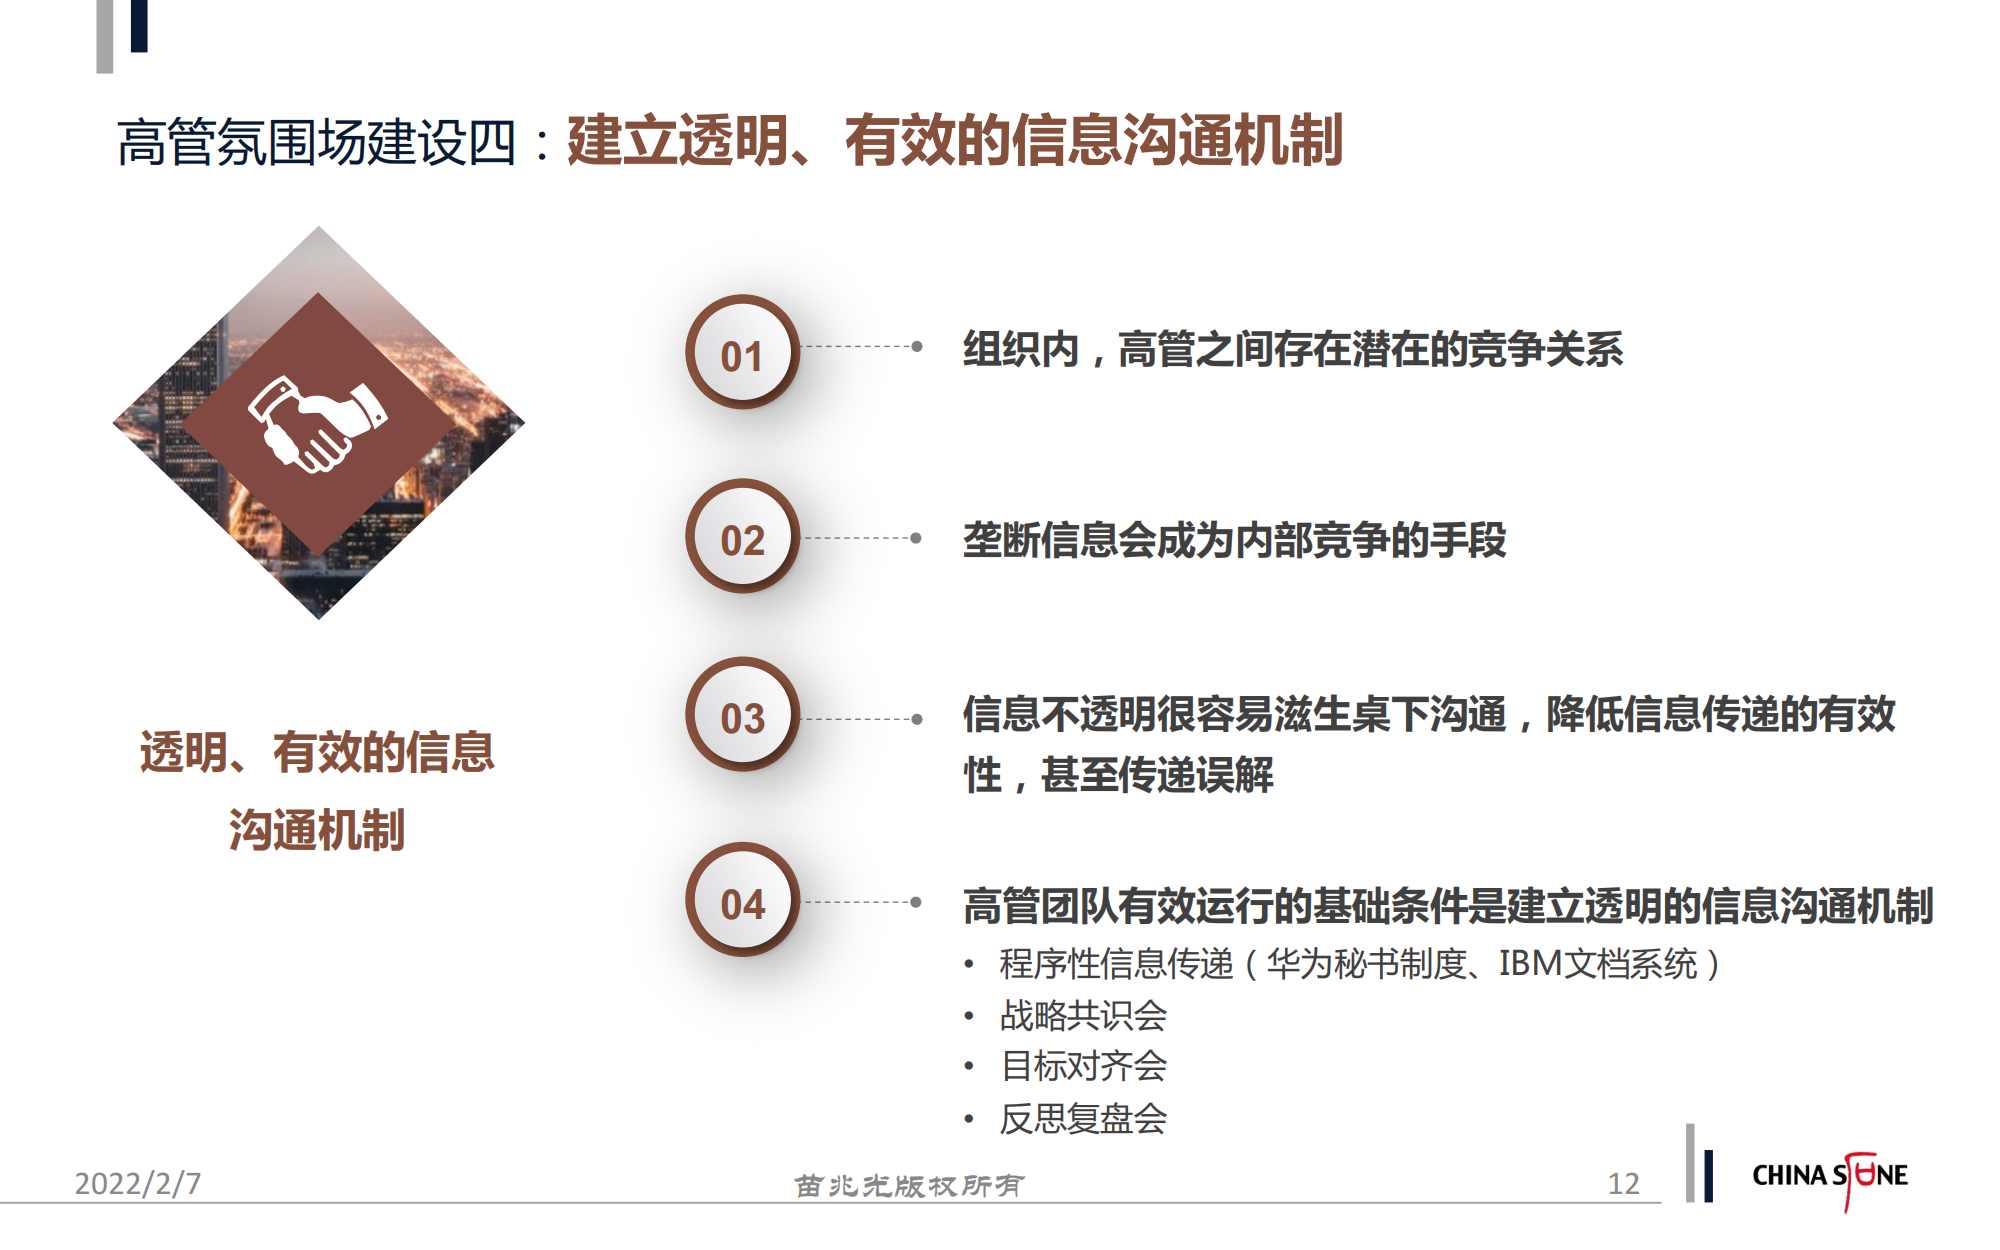 高管氛围场建设四：建立透明、有效的信息沟通机制
透明、有效的信息
沟通机制
01
组织内，高管之间存在潜在的竞争关系
02
垄断信息会成为内部竞争的手段
03
信息不透明很容易滋生桌下沟通，降低信息传递的有效
性，甚至传递误解
04
高管团队有效运行的基础条件是建立透明的信息沟通机制
• 程序性信息传递（华为秘书制度、IBM文档系统）
• 战略共识会
• 目标对齐会
• 反思复盘会
2022/2/7
苗兆光版权所有
12
CHINA STONE